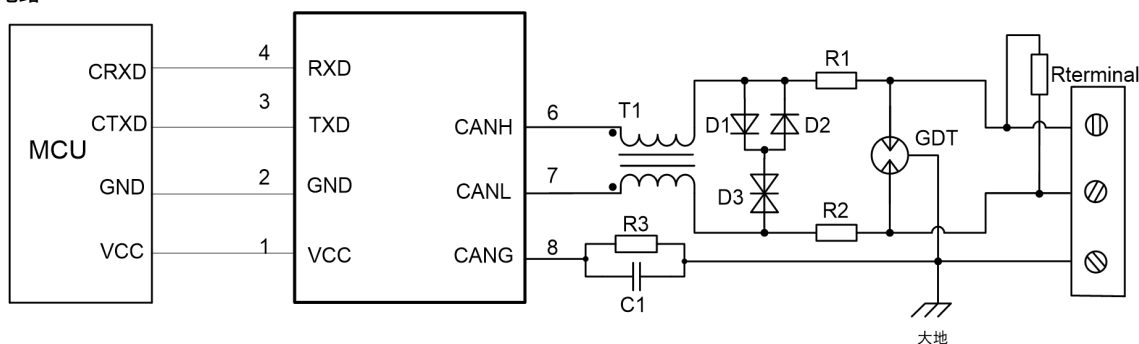 CRXD
4
RXD
CTXD
3
TXD
MCU
GND
2
GND
VCC
1
VCC
CANH
6
CANL
7
CANG
8
T1
D1
D2
D3
R1
R2
R3
C1
GDT
Rterminal
大地